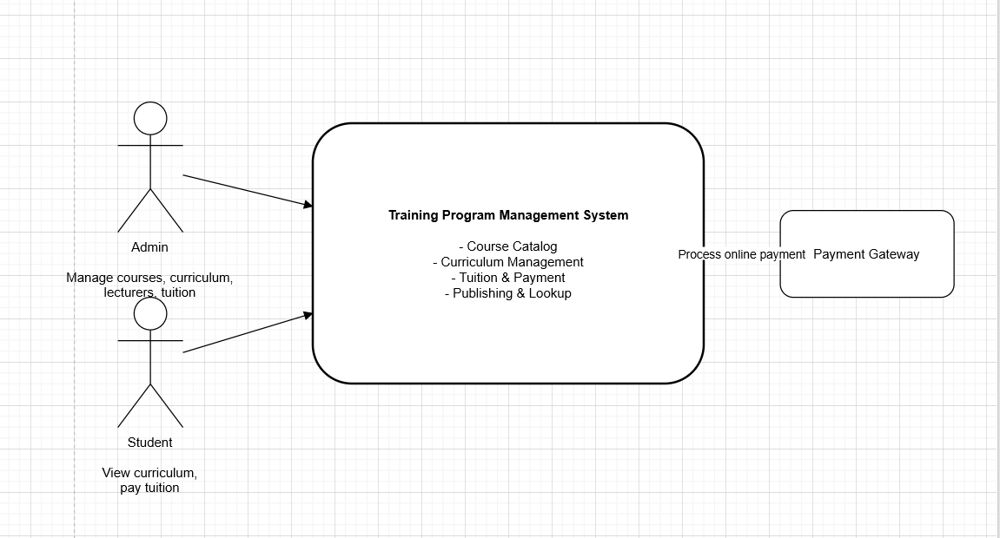 Admin
Manage courses, curriculum,
lecturers, tuition
Student
View curriculum,
pay tuition
Training Program Management System
- Course Catalog
- Curriculum Management
- Tuition & Payment
- Publishing & Lookup
Process online payment
Payment Gateway